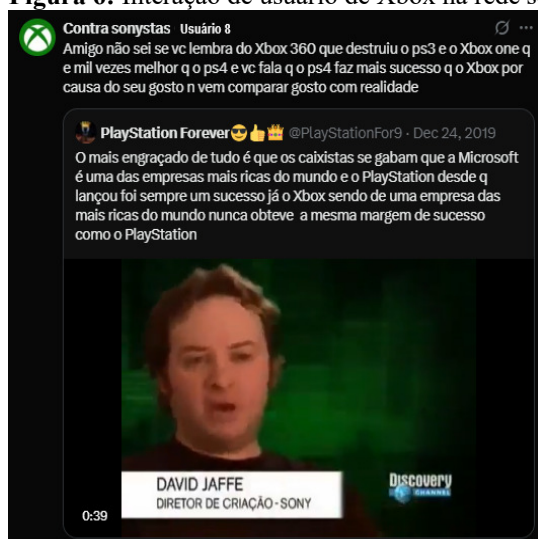 Figura 6: Interação de usuário de Xbox na rede s
Contra sonystas Usuário 8
Amigo não sei se vc lembra do Xbox 360 que destruiu o ps3 e o Xbox one q
e mil vezes melhor q o ps4 e vc fala q o ps4 faz mais sucesso q o Xbox por
causa do seu gosto n vem comparar gosto com realidade
PlayStation Forever😎👍👑 @PlayStationFor9 · Dec 24, 2019
O mais engraçado de tudo é que os caixistas se gabam que a Microsoft
é uma das empresas mais ricas do mundo e o PlayStation desde q
lançou foi sempre um sucesso já o Xbox sendo de uma empresa das
mais ricas do mundo nunca obteve a mesma margem de sucesso
como o PlayStation
DAVID JAFFE
DIRETOR DE CRIAÇÃO - SONY
Discovery
CHANNEL
0:39